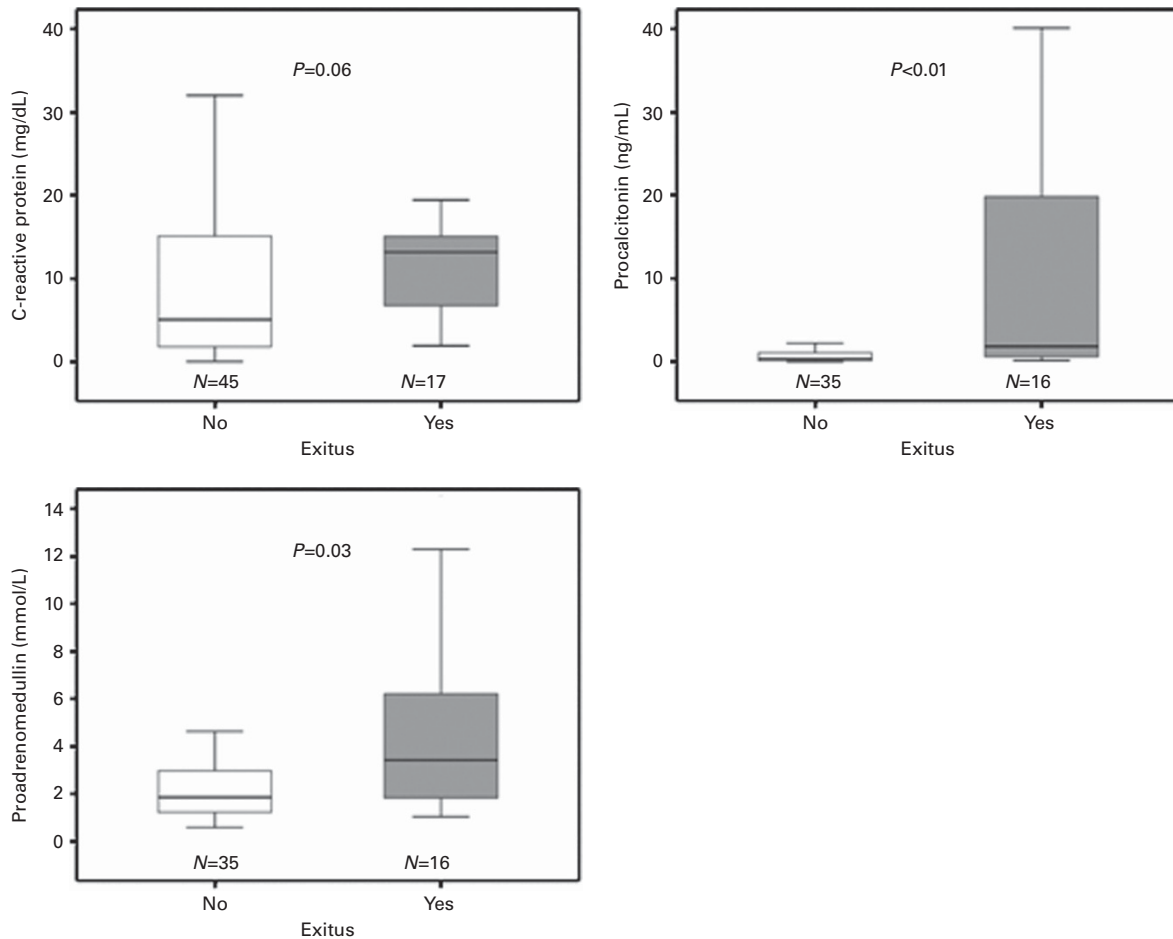 C-reactive protein (mg/dL)
40
30
20
10
0
P=0.06
N=45
N=17
No
Yes
Exitus
Procalcitonin (ng/mL)
40
30
20
10
0
P<0.01
N=35
N=16
No
Yes
Exitus
Proadrenomedullin (mmol/L)
14
12
10
8
6
4
2
0
P=0.03
N=35
N=16
No
Yes
Exitus